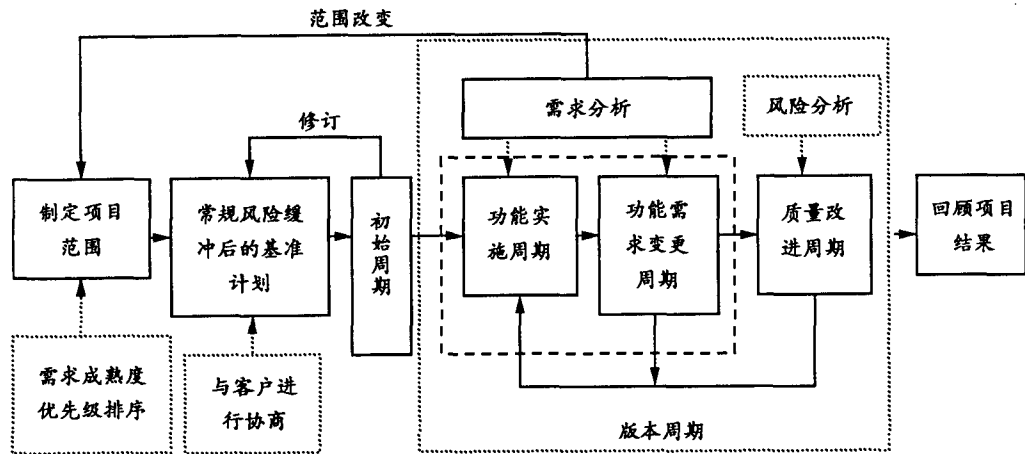 范围改变
需求分析
风险分析
修订
制定项目
范围
常规风险缓
冲后的基准
计划
初
始
周
期
功能实
施周期
功能需
求变更
周期
质量改
进周期
回顾项目
结果
需求成熟度
优先级排序
与客户进
行协商
版本周期